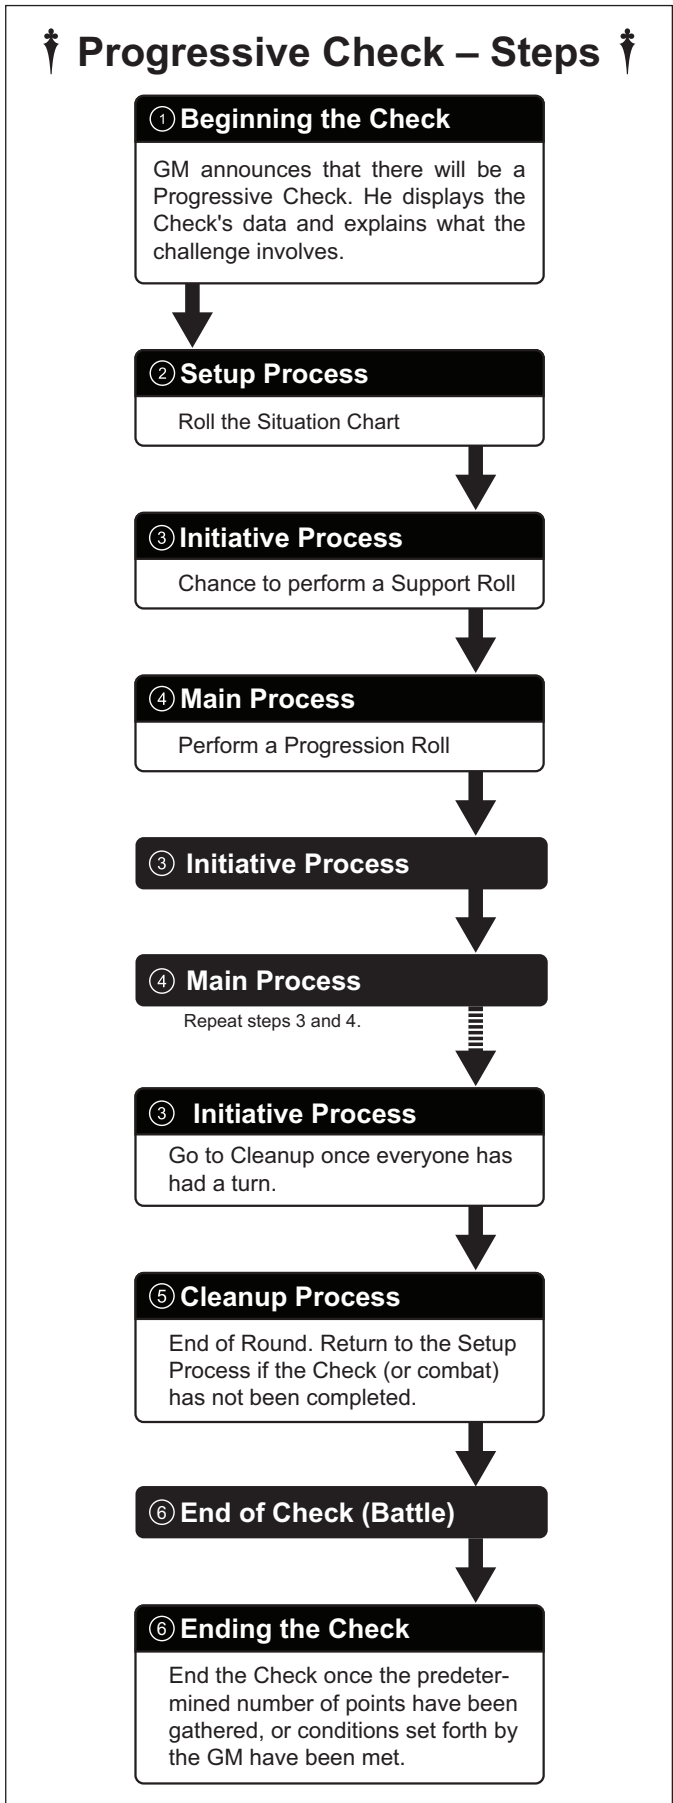 Progressive Check – Steps
① Beginning the Check
GM announces that there will be a
Progressive Check. He displays the
Check's data and explains what the
challenge involves.
② Setup Process
Roll the Situation Chart
③ Initiative Process
Chance to perform a Support Roll
④ Main Process
Perform a Progression Roll
③ Initiative Process
④ Main Process
Repeat steps 3 and 4.
③ Initiative Process
Go to Cleanup once everyone has
had a turn.
⑤ Cleanup Process
End of Round. Return to the Setup
Process if the Check (or combat)
has not been completed.
⑥ End of Check (Battle)
⑥ Ending the Check
End the Check once the predeter-
mined number of points have been
gathered, or conditions set forth by
the GM have been met.